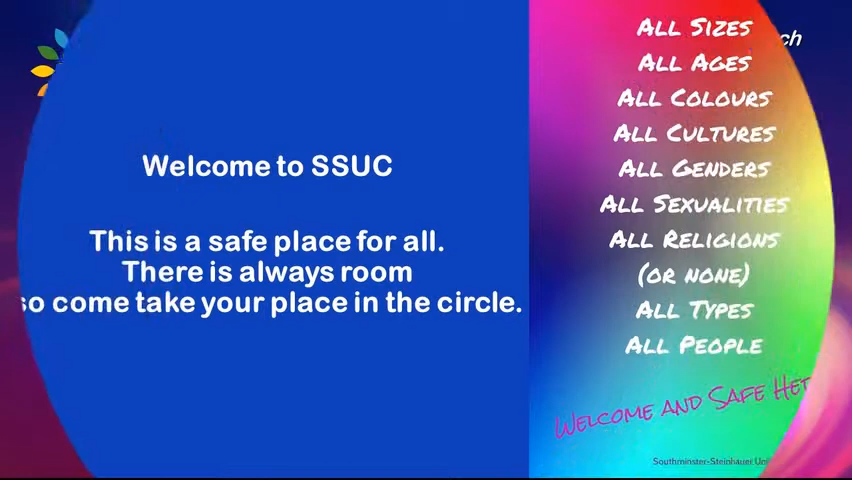 Welcome to SSUC
This is a safe place for all.
There is always room
so come take your place in the circle.
All Sizes
All Ages
All Colours
All Cultures
All Genders
All Sexualities
All Religions
(or none)
All Types
All People
Welcome and Safe
Southminster-Steinhauer